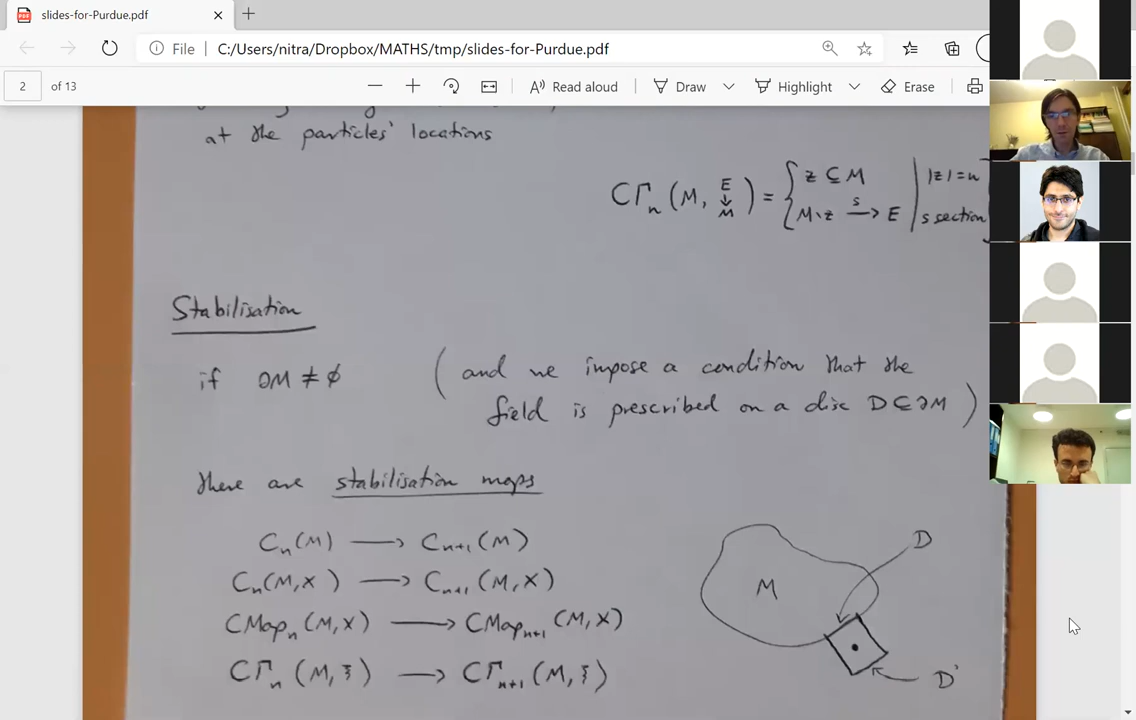 slides-for-Purdue.pdf
File C:/Users/nitra/Dropbox/MATHS/tmp/slides-for-Purdue.pdf
2 of 13 Read aloud Draw Highlight Erase
at the particles' locations
CΓₙ(M, E ↓ M) = { z ⊆ M | |z| = n
M∖z —s→ E | s section
Stabilisation
if ∂M ≠ ∅ (and we impose a condition that the
field is prescribed on a disc D ⊆ ∂M)
there are stabilisation maps
Cₙ(M) → Cₙ₊₁(M)
Cₙ(M, X) → Cₙ₊₁(M, X)
CMapₙ(M, X) → CMapₙ₊₁(M, X)
CΓₙ(M, ξ) → CΓₙ₊₁(M, ξ)
D
M
D'